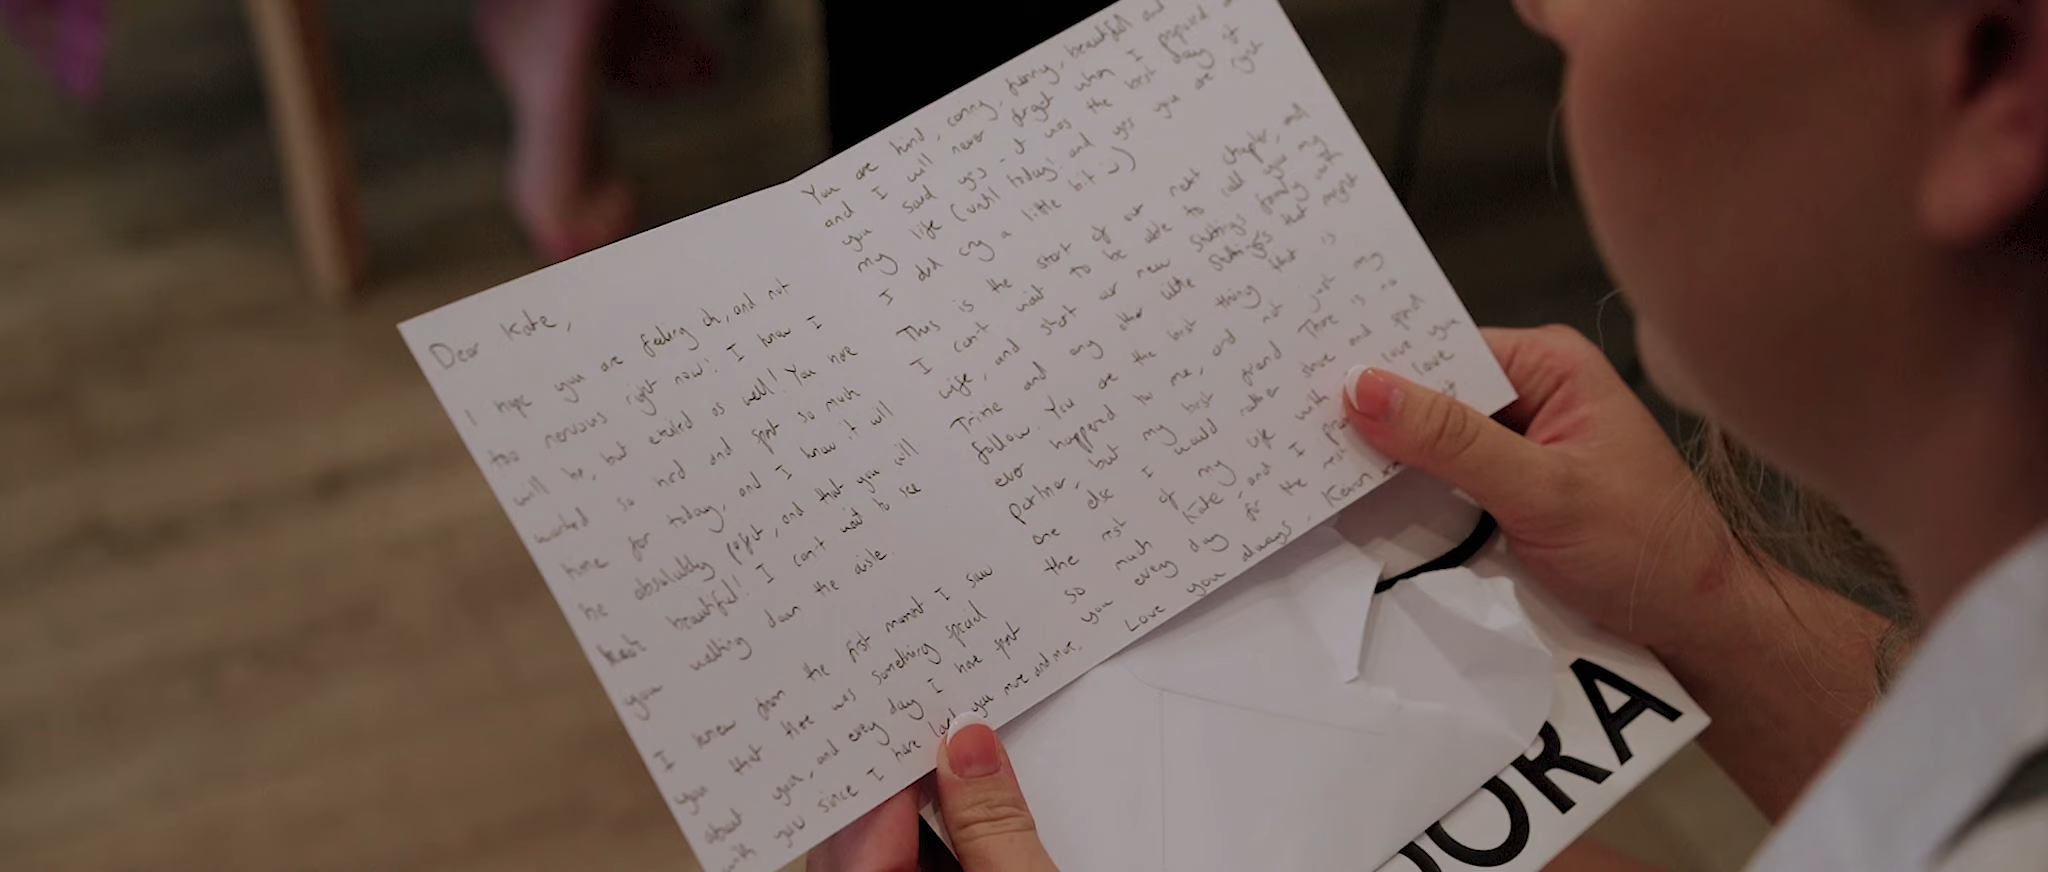 Dear Kate,
I hope you are feeling ok, and not
too nervous right now! I know I
will be, but excited as well! You have
worked so hard and spent so much
time for today, and I know it will
be absolutely perfect, and that you will
look beautiful! I can't wait to see
you walking down the aisle
I knew from the first moment I saw
you that there was something special
about you, and every day I have spent
with you since I have loved you more and more.
You are kind, caring, funny, beautiful and
and I will never forget when I proposed
you said yes - it was the best day of
my life (until today! and yes you are right
I did cry a little bit :))
This is the start of our next chapter, and
I can't wait to be able to call you my
wife, and start our new family with
and any other little that might
follow. You are the best thing that is
ever happened to me, and not just my
partner, but my best friend There is no
one else I would rather share and spend
the rest of my life with I love you
so much Kate, and I love
you every day for the rest
Love you always, Kevin
DORA